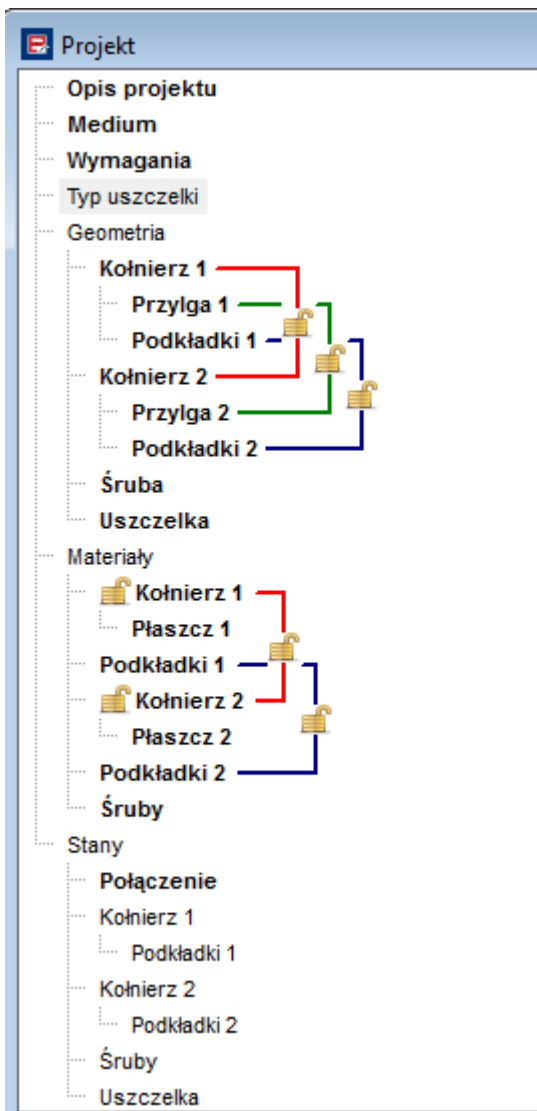 Projekt
Opis projektu
Medium
Wymagania
Typ uszczelki
Geometria
Kołnierz 1
Przylga 1
Podkładki 1
Kołnierz 2
Przylga 2
Podkładki 2
Śruba
Uszczelka
Materiały
Kołnierz 1
Płaszcz 1
Podkładki 1
Kołnierz 2
Płaszcz 2
Podkładki 2
Śruby
Stany
Połączenie
Kołnierz 1
Podkładki 1
Kołnierz 2
Podkładki 2
Śruby
Uszczelka